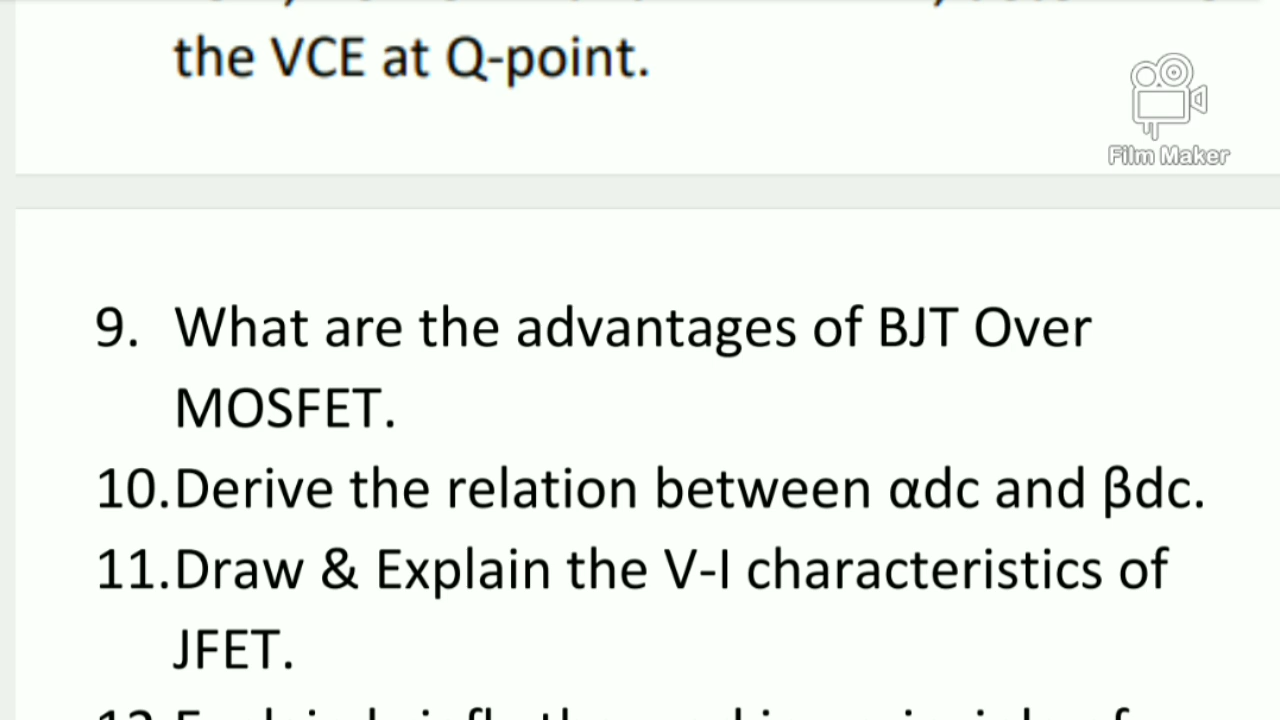 the VCE at Q-point.
Film Maker
9. What are the advantages of BJT Over
MOSFET.
10.Derive the relation between αdc and βdc.
11.Draw & Explain the V-I characteristics of
JFET.